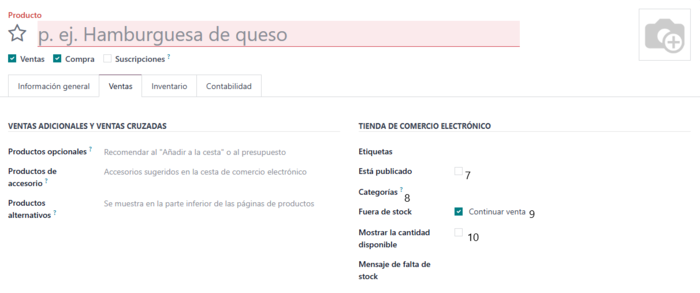 Producto
p. ej. Hamburguesa de queso
Ventas Compra Suscripciones ?
Información general Ventas Inventario Contabilidad
VENTAS ADICIONALES Y VENTAS CRUZADAS
Productos opcionales ? Recomendar al "Añadir a la cesta" o al presupuesto
Productos de accesorio ? Accesorios sugeridos en la cesta de comercio electrónico
Productos alternativos ? Se muestra en la parte inferior de las páginas de productos
TIENDA DE COMERCIO ELECTRÓNICO
Etiquetas
Está publicado 7
Categorías ? 8
Fuera de stock Continuar venta 9
Mostrar la cantidad disponible 10
Mensaje de falta de stock